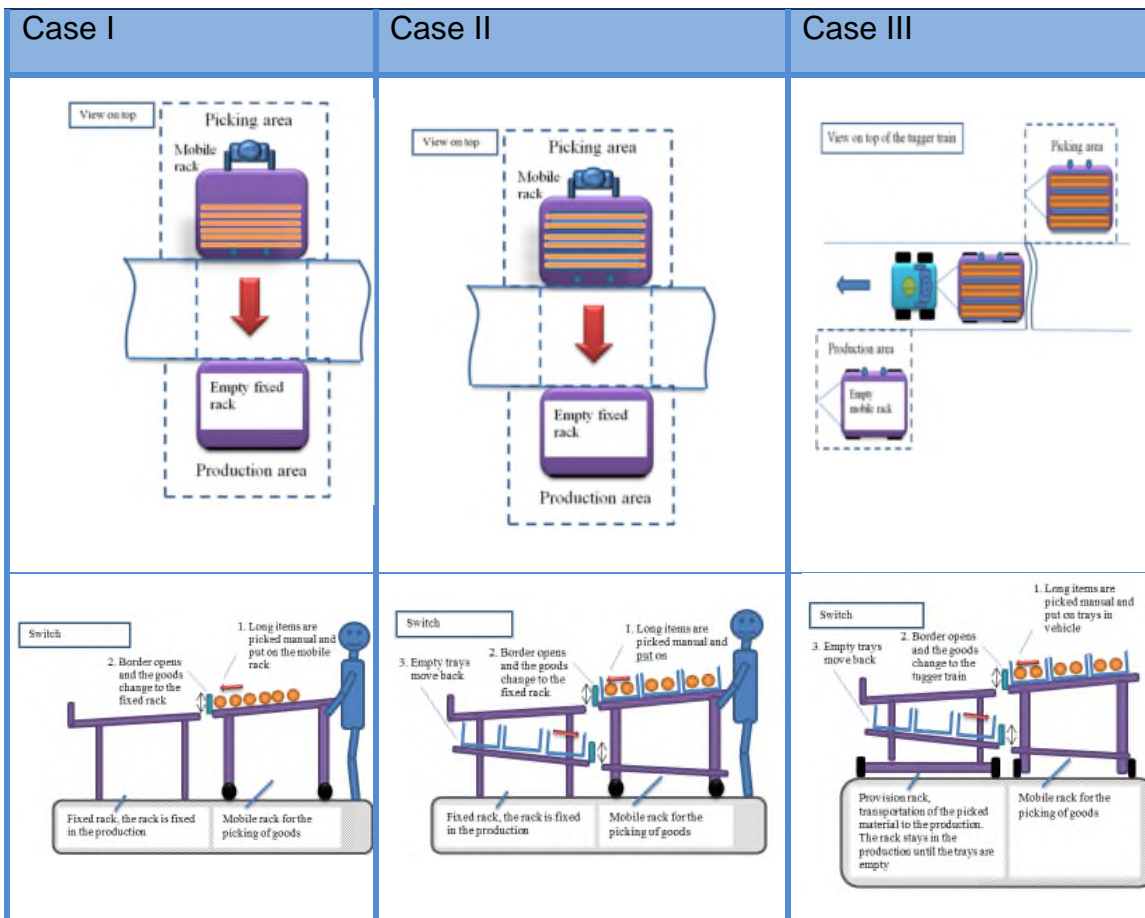 Case I
Case II
Case III
View on top
Picking area
Mobile
rack
Empty fixed
rack
Production area
View on top
Picking area
Mobile
rack
Empty fixed
rack
Production area
View on top of the tugger train
Picking area
Production area
Empty
mobile rack
Switch
1. Long items are
picked manual and
put on the mobile
rack
2. Border opens
and the goods
change to the
fixed rack
Fixed rack, the rack is fixed
in the production
Mobile rack for the
picking of goods
Switch
1. Long items are
picked manual and
put on
2. Border opens
and the goods
change to the
fixed rack
3. Empty trays
move back
Fixed rack, the rack is fixed
in the production
Mobile rack for the
picking of goods
Switch
1. Long items are
picked manual and
put on trays in
vehicle
2. Border opens
and the goods
change to the
tugger train
3. Empty trays
move back
Provision rack,
transportation of the picked
material to the production.
The rack stays in the
production until the trays are
empty
Mobile rack for the
picking of goods